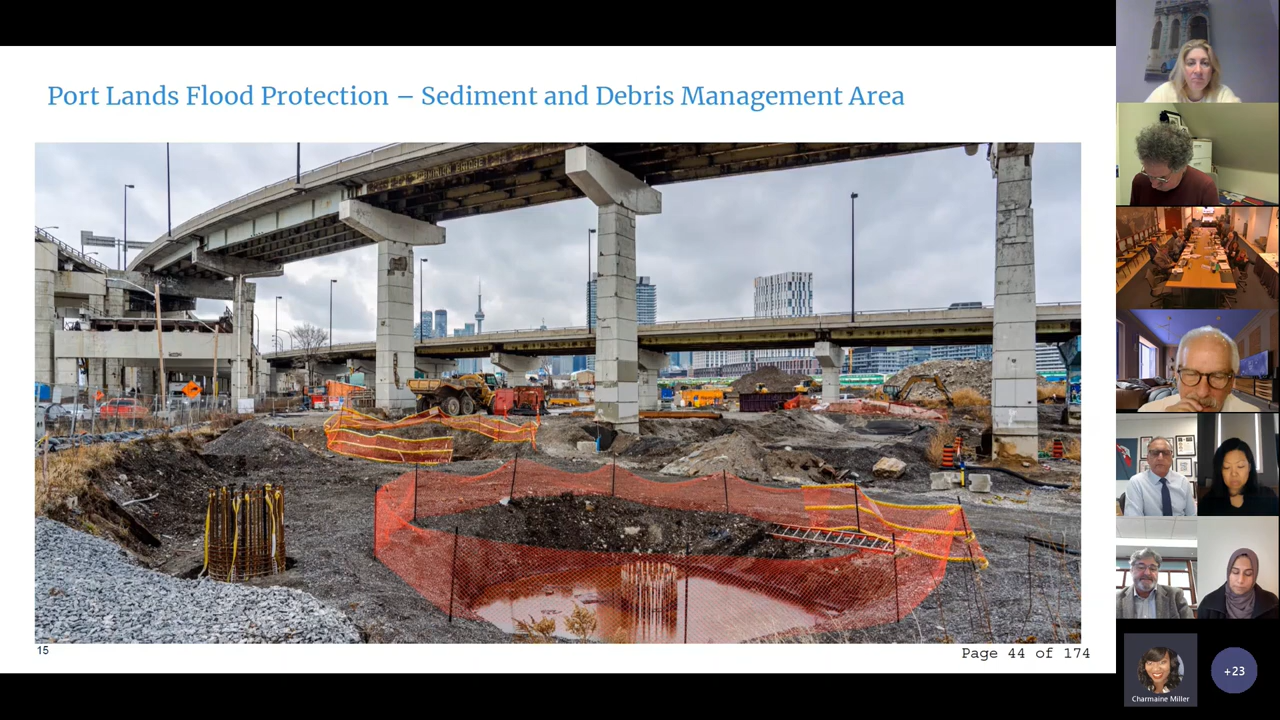 Port Lands Flood Protection – Sediment and Debris Management Area
15
Page 44 of 174
Charmaine Miller
+23